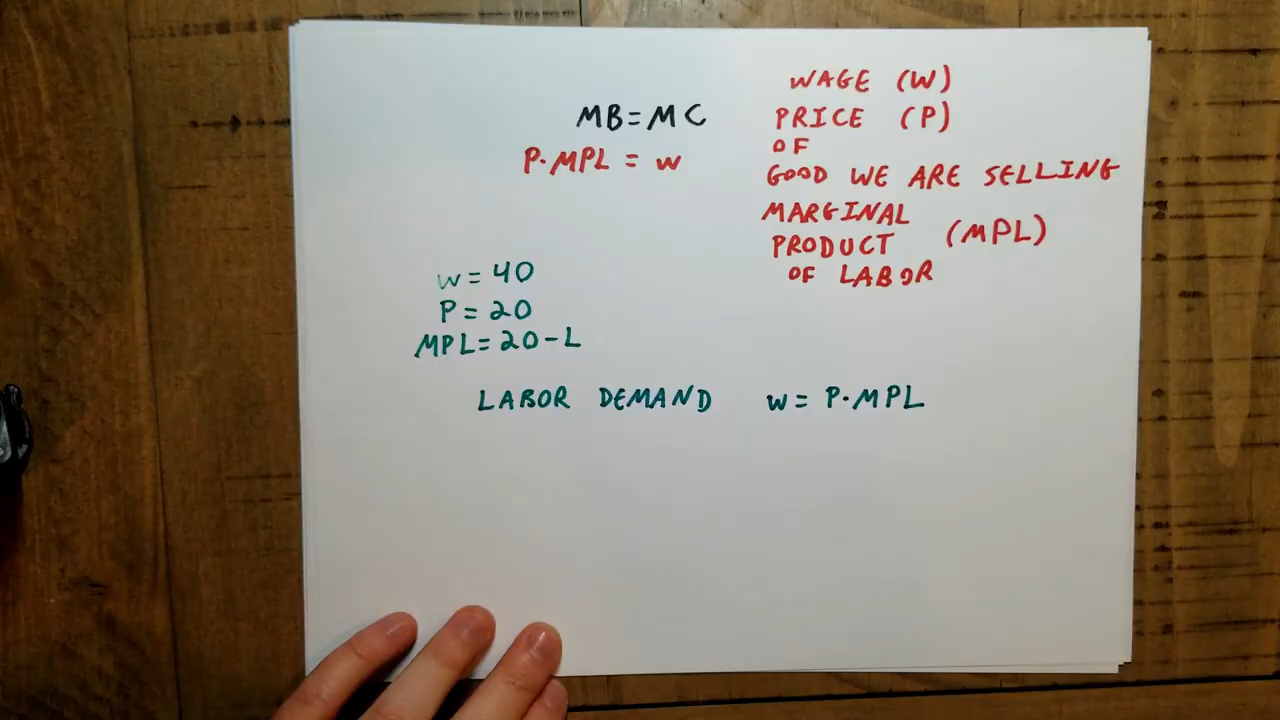 MB=MC
P·MPL = w
WAGE (W)
PRICE (P)
OF
GOOD WE ARE SELLING
MARGINAL
PRODUCT (MPL)
OF LABOR
w = 40
P = 20
MPL = 20-L
LABOR DEMAND w = P·MPL